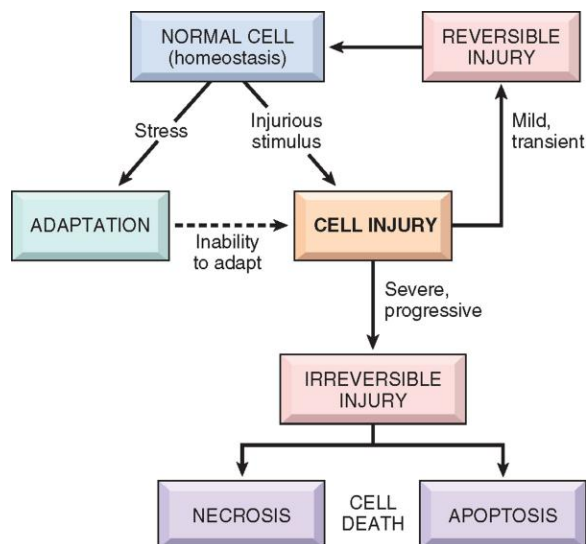 NORMAL CELL
(homeostasis)
REVERSIBLE
INJURY
Stress
Injurious
stimulus
Mild,
transient
ADAPTATION
Inability
to adapt
CELL INJURY
Severe,
progressive
IRREVERSIBLE
INJURY
NECROSIS
CELL
DEATH
APOPTOSIS